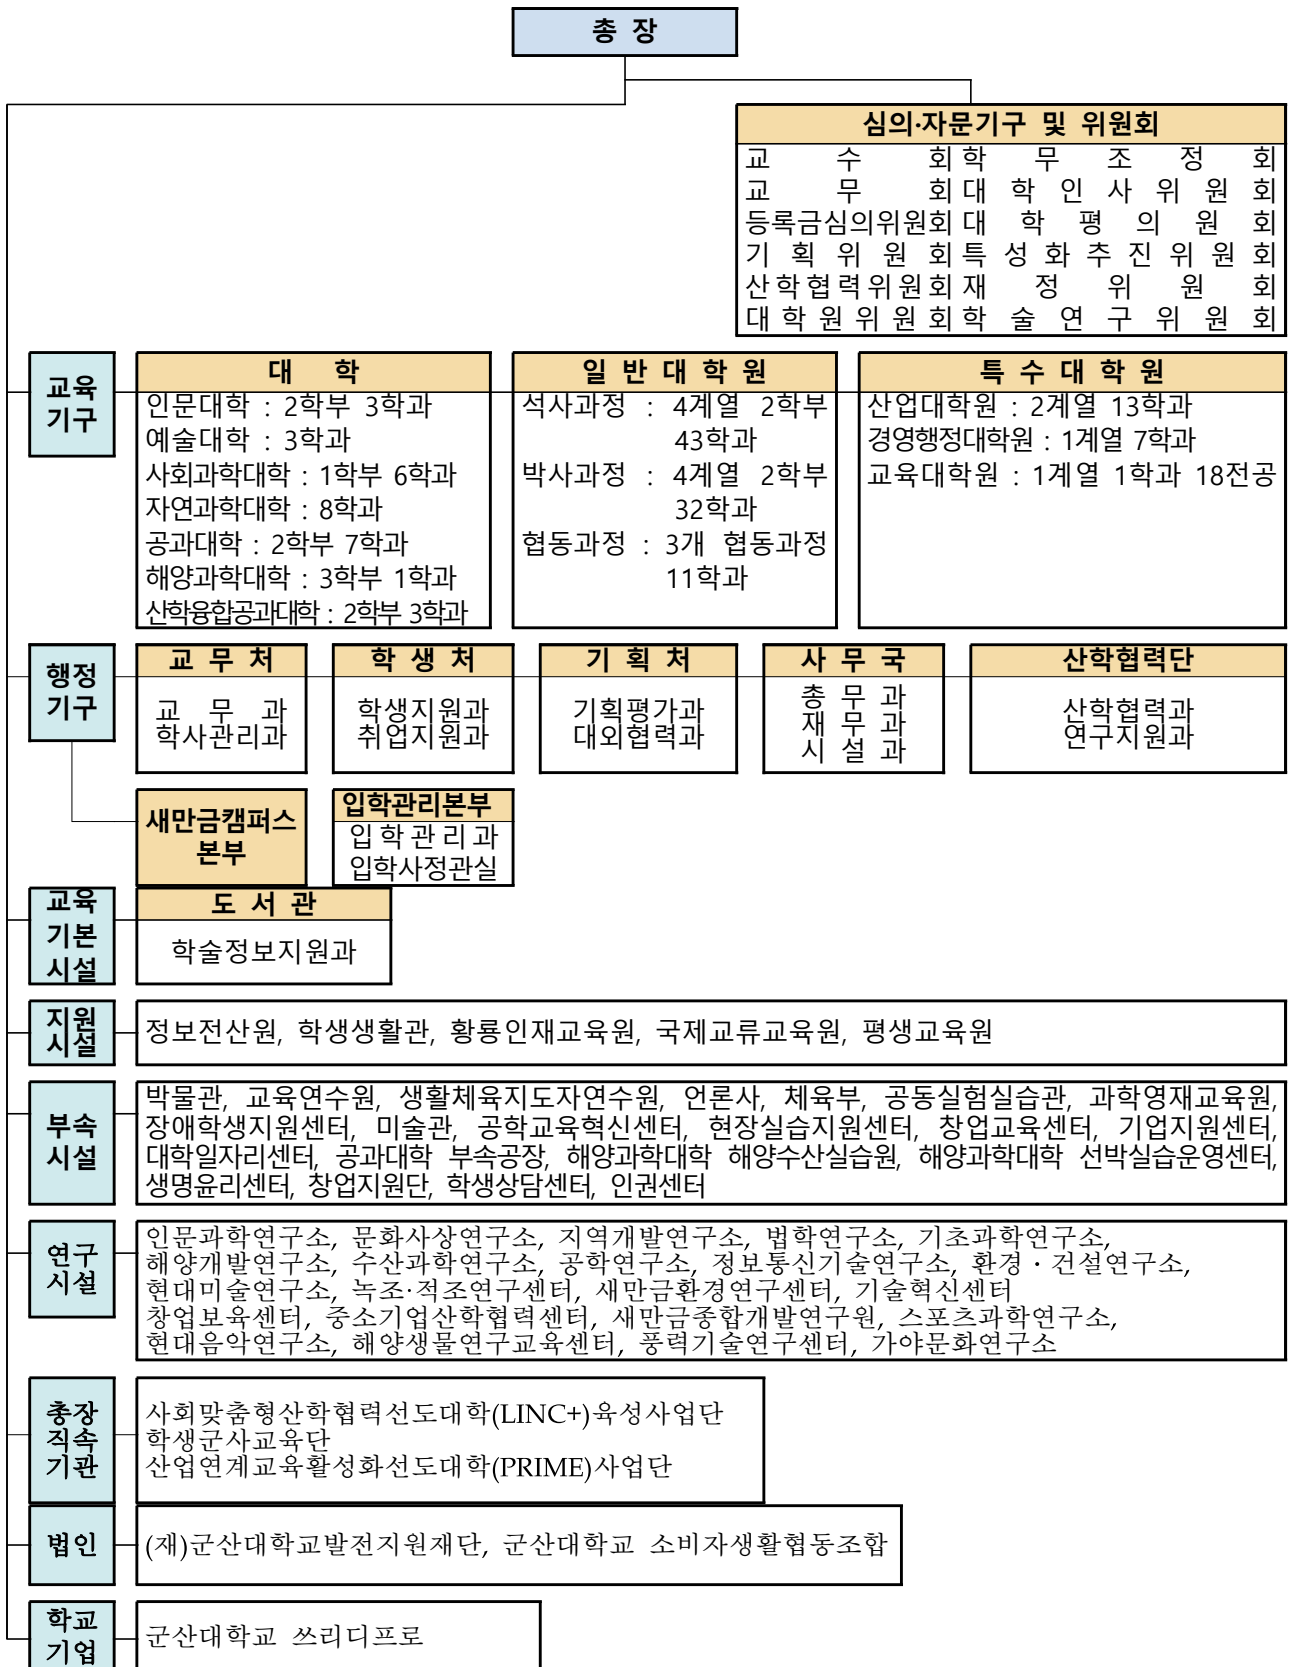 총 장
심의·자문기구 및 위원회
교 수 회 학 무 조 정 회
교 무 회 대 학 인 사 위 원 회
등록금심의위원회 대 학 평 의 원 회
기 획 위 원 회 특 성 화 추 진 위 원 회
산학협력위원회 재 정 위 원 회
대 학 원 위 원 회 학 술 연 구 위 원 회
교육
기구
대 학
인문대학 : 2학부 3학과
예술대학 : 3학과
사회과학대학 : 1학부 6학과
자연과학대학 : 8학과
공과대학 : 2학부 7학과
해양과학대학 : 3학부 1학과
산학융합공과대학 : 2학부 3학과
일 반 대 학 원
석사과정 : 4계열 2학부
43학과
박사과정 : 4계열 2학부
32학과
협동과정 : 3개 협동과정
11학과
특 수 대 학 원
산업대학원 : 2계열 13학과
경영행정대학원 : 1계열 7학과
교육대학원 : 1계열 1학과 18전공
행정
기구
교 무 처
교 무 과
학사관리과
학 생 처
학생지원과
취업지원과
기 획 처
기획평가과
대외협력과
사 무 국
총 무 과
재 무 과
시 설 과
산학협력단
산학협력과
연구지원과
새만금캠퍼스
본부
입학관리본부
입 학 관 리 과
입학사정관실
교육
기본
시설
도 서 관
학술정보지원과
지원
시설
정보전산원, 학생생활관, 황룡인재교육원, 국제교류교육원, 평생교육원
부속
시설
박물관, 교육연수원, 생활체육지도자연수원, 언론사, 체육부, 공동실험실습관, 과학영재교육원,
장애학생지원센터, 미술관, 공학교육혁신센터, 현장실습지원센터, 창업교육센터, 기업지원센터,
대학일자리센터, 공과대학 부속공장, 해양과학대학 해양수산실습원, 해양과학대학 선박실습운영센터,
생명윤리센터, 창업지원단, 학생상담센터, 인권센터
연구
시설
인문과학연구소, 문화사상연구소, 지역개발연구소, 법학연구소, 기초과학연구소,
해양개발연구소, 수산과학연구소, 공학연구소, 정보통신기술연구소, 환경·건설연구소,
현대미술연구소, 녹조·적조연구센터, 새만금환경연구센터, 기술혁신센터
창업보육센터, 중소기업산학협력센터, 새만금종합개발연구원, 스포츠과학연구소,
현대음악연구소, 해양생물연구교육센터, 풍력기술연구센터, 가야문화연구소
총장
직속
기관
사회맞춤형산학협력선도대학(LINC+)육성사업단
학생군사교육단
산업연계교육활성화선도대학(PRIME)사업단
법인
(재)군산대학교발전지원재단, 군산대학교 소비자생활협동조합
학교
기업
군산대학교 쓰리디프로